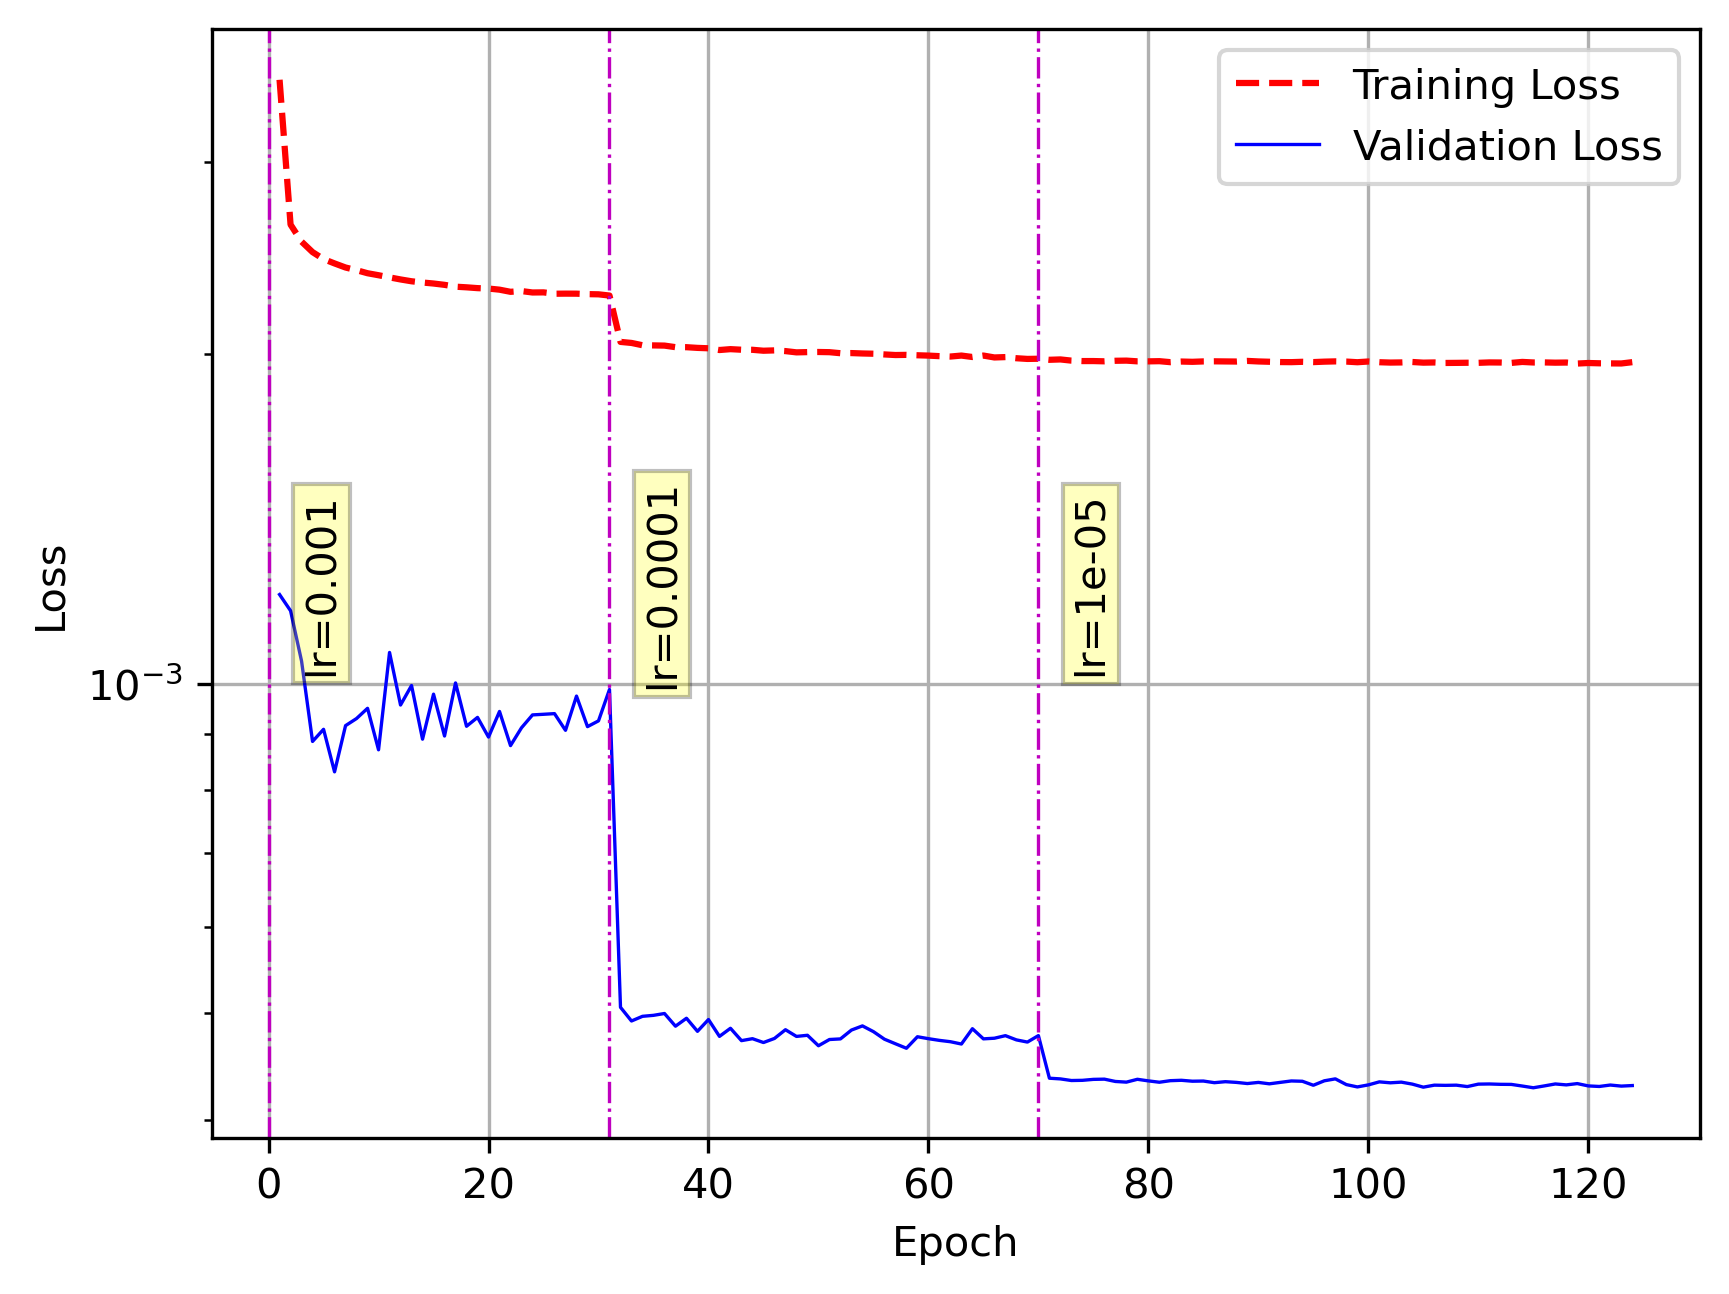 Training Loss
Validation Loss
lr=0.001
lr=0.0001
lr=1e-05
Loss
10⁻³
0 20 40 60 80 100 120
Epoch